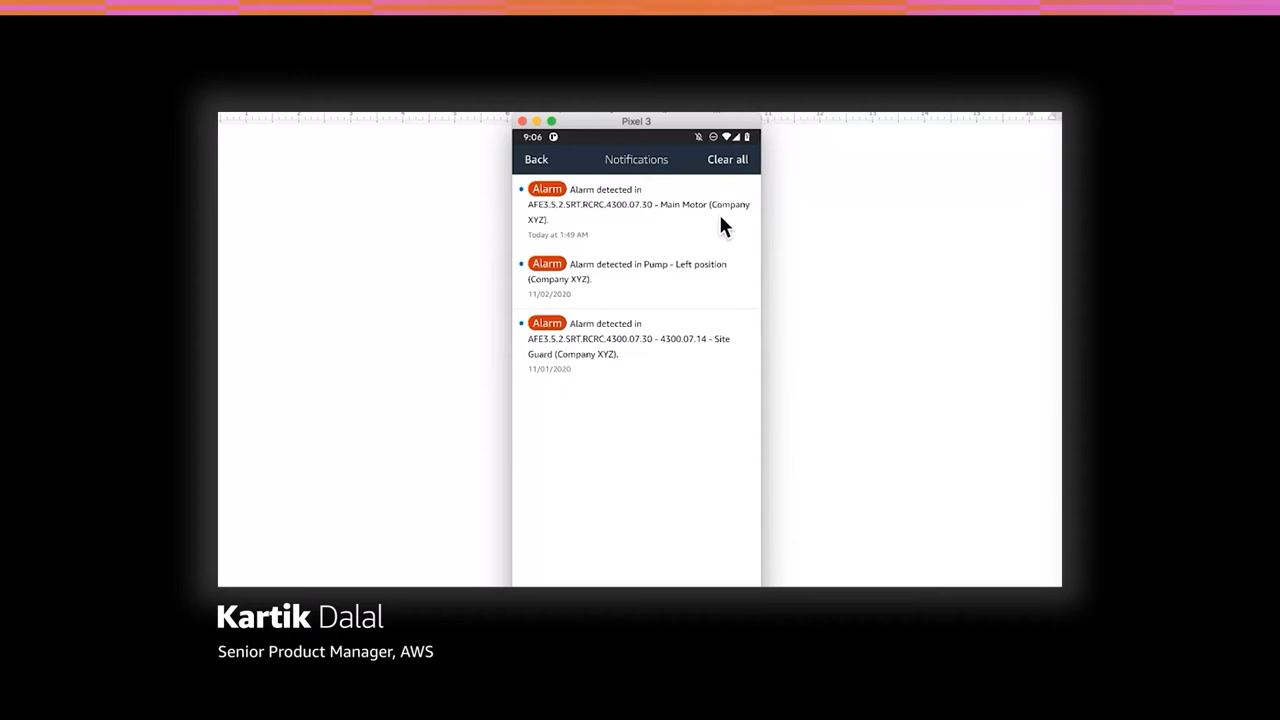 Pixel 3
9:06
Back Notifications Clear all
Alarm Alarm detected in
AFE3.5.2.SRT.RCRC.4300.07.30 - Main Motor (Company
XYZ).
Today at 1:49 AM
Alarm Alarm detected in Pump - Left position
(Company XYZ).
11/02/2020
Alarm Alarm detected in
AFE3.5.2.SRT.RCRC.4300.07.30 - 4300.07.14 - Site
Guard (Company XYZ).
11/01/2020
Kartik Dalal
Senior Product Manager, AWS